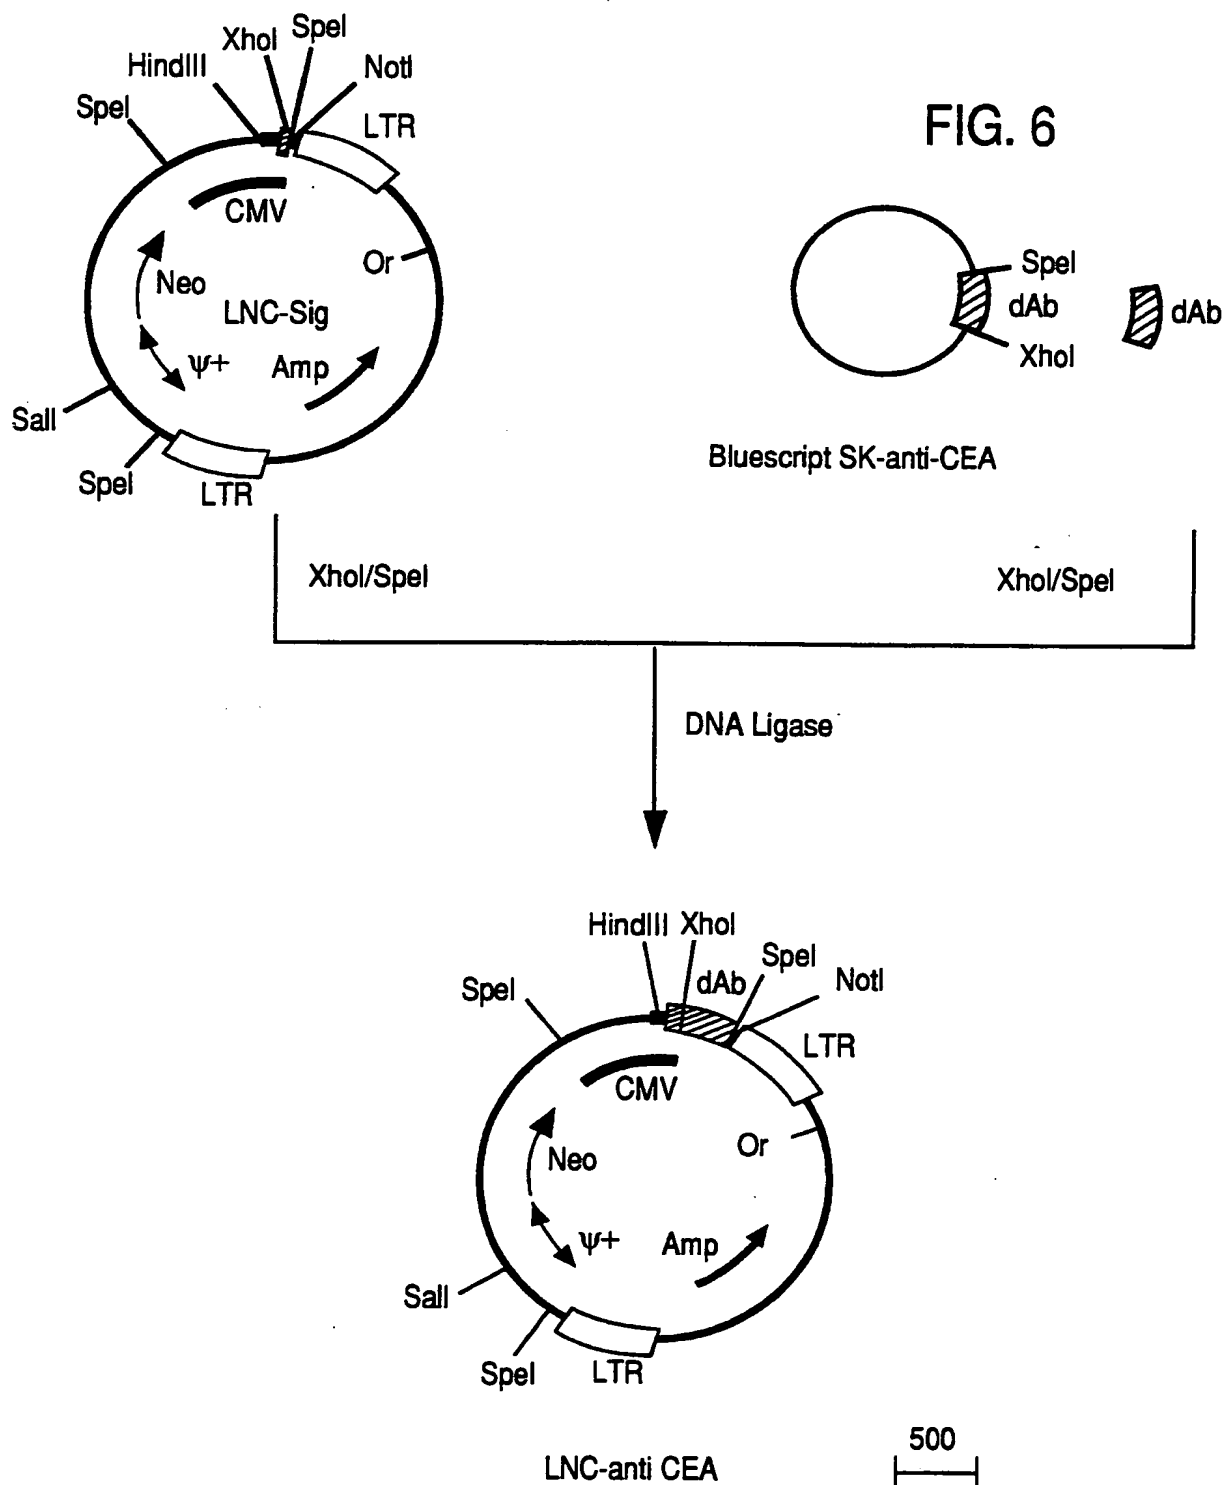 FIG. 6
SpeI
XhoI
HindIII
NotI
SpeI
LTR
CMV
Or
Neo
LNC-Sig
ψ+
Amp
SalI
SpeI
LTR
SpeI
dAb
XhoI
dAb
Bluescript SK-anti-CEA
XhoI/SpeI
XhoI/SpeI
DNA Ligase
HindIII
XhoI
SpeI
dAb
SpeI
NotI
LTR
CMV
Or
Neo
ψ+
Amp
SalI
SpeI
LTR
LNC-anti CEA
500